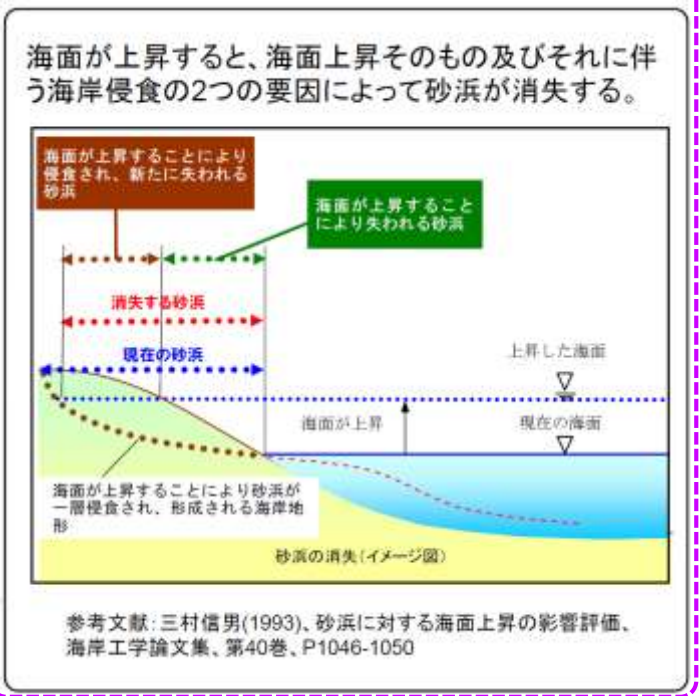 海面が上昇すると、海面上昇そのもの及びそれに伴
う海岸侵食の2つの要因によって砂浜が消失する。
海面が上昇することにより
侵食され、新たに失われる
砂浜
海面が上昇すること
により失われる砂浜
消失する砂浜
現在の砂浜
上昇した海面
海面が上昇
現在の海面
海面が上昇することにより砂浜が
一層侵食され、形成される海岸地
形
砂浜の消失(イメージ図)
参考文献:三村信男(1993)、砂浜に対する海面上昇の影響評価、
海岸工学論文集、第40巻、P1046-1050